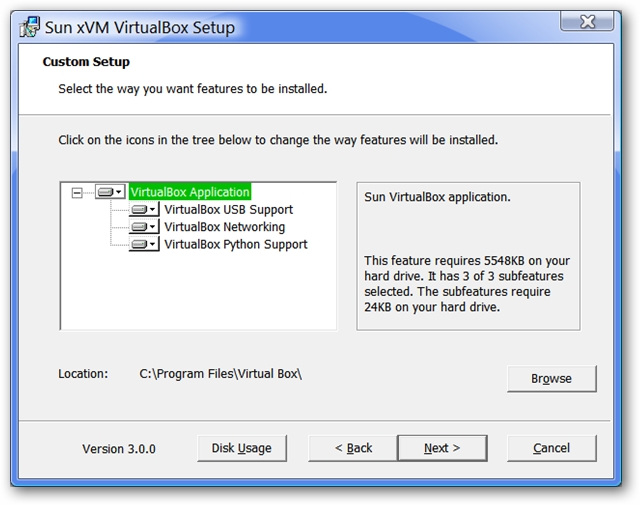 Sun xVM VirtualBox Setup
Custom Setup
Select the way you want features to be installed.
Click on the icons in the tree below to change the way features will be installed.
VirtualBox Application
VirtualBox USB Support
VirtualBox Networking
VirtualBox Python Support
Sun VirtualBox application.
This feature requires 5548KB on your
hard drive. It has 3 of 3 subfeatures
selected. The subfeatures require
24KB on your hard drive.
Location: C:\Program Files\Virtual Box\
Browse
Version 3.0.0 Disk Usage < Back Next > Cancel